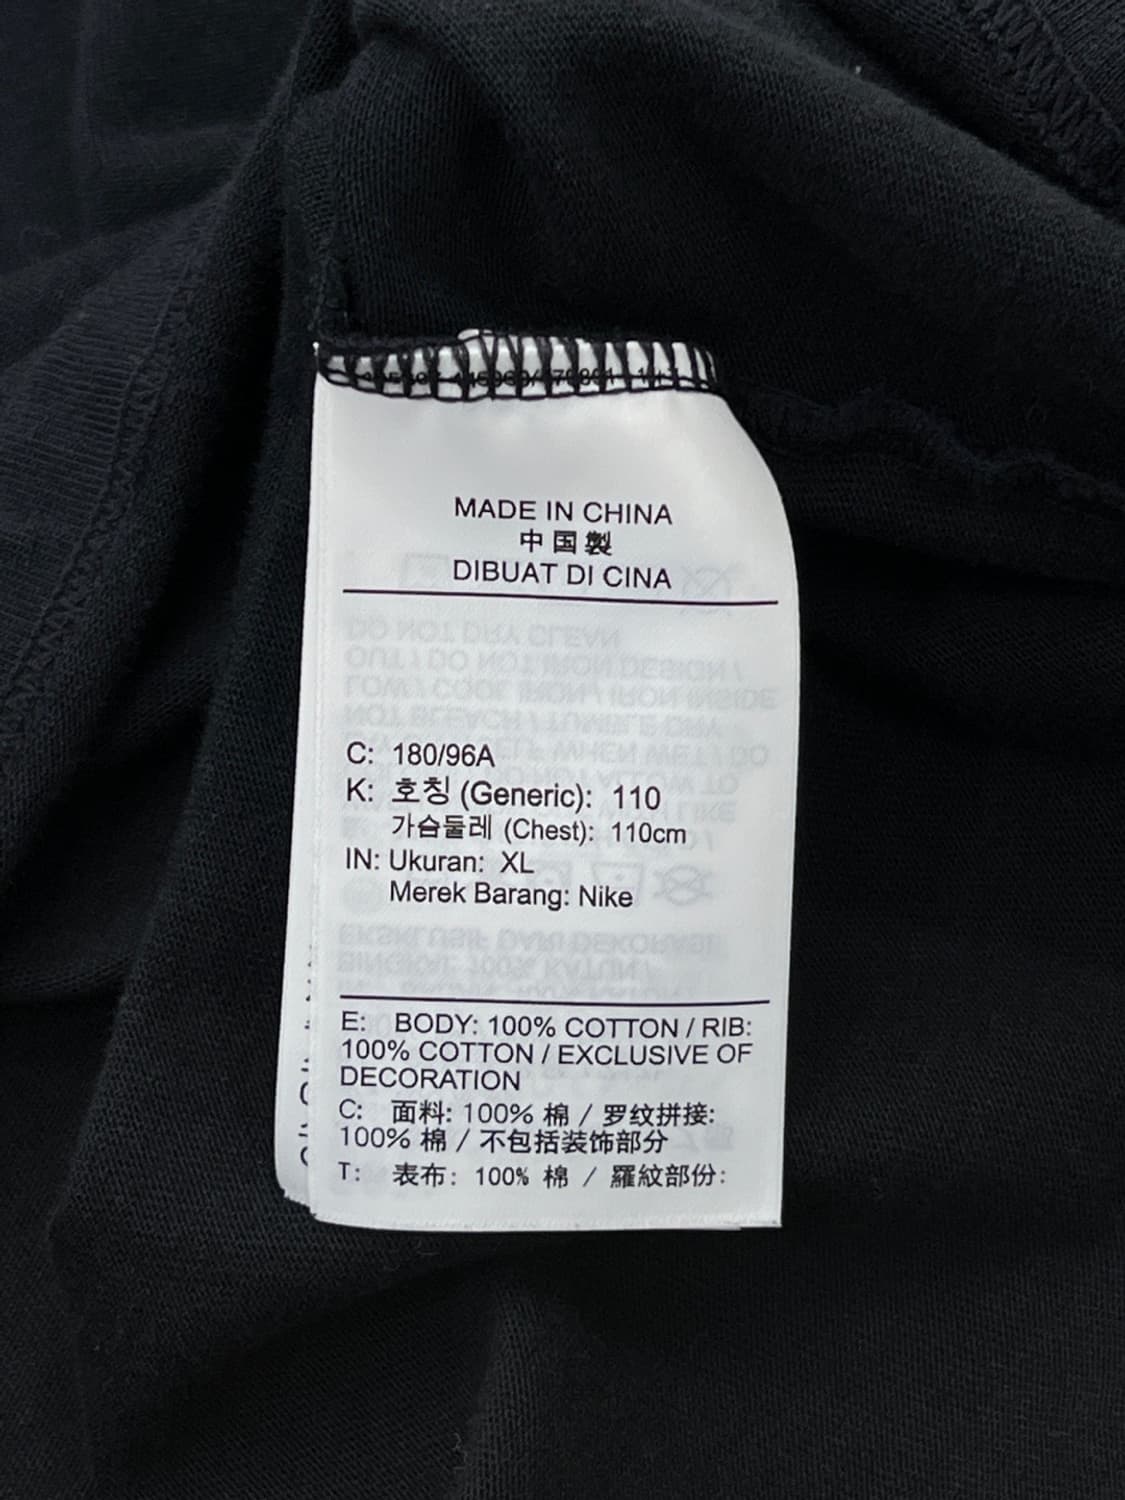 MADE IN CHINA
中国製
DIBUAT DI CINA
C: 180/96A
K: 호칭 (Generic): 110
가슴둘레 (Chest): 110cm
IN: Ukuran: XL
Merek Barang: Nike
E: BODY: 100% COTTON / RIB:
100% COTTON / EXCLUSIVE OF
DECORATION
C: 面料: 100% 棉 / 罗纹拼接:
100% 棉 / 不包括装饰部分
T: 表布: 100% 棉 / 羅紋部份: